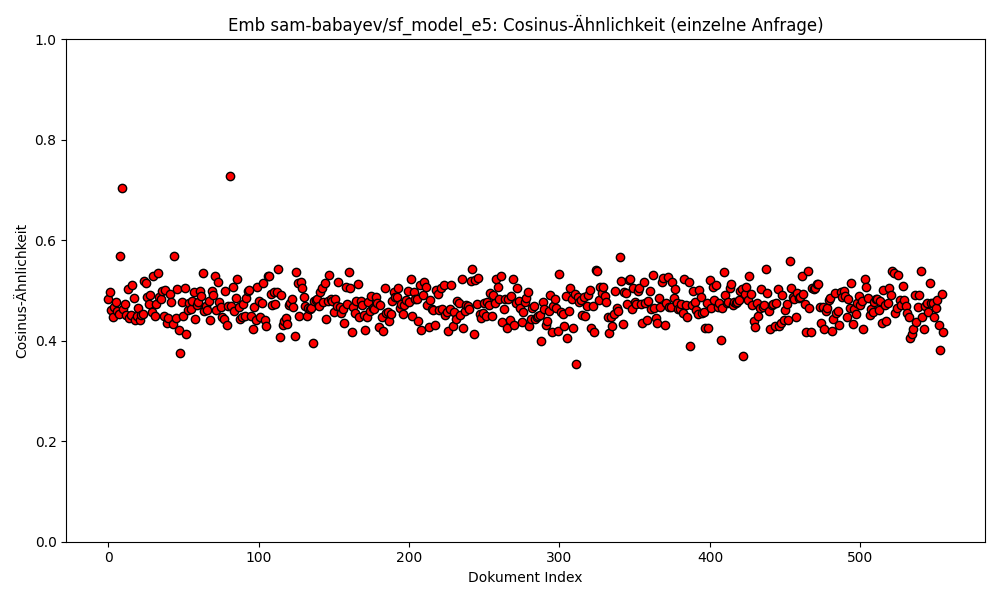 Emb sam-babayev/sf_model_e5: Cosinus-Ähnlichkeit (einzelne Anfrage)
Cosinus-Ähnlichkeit
1.0
0.8
0.6
0.4
0.2
0.0
0 100 200 300 400 500
Dokument Index